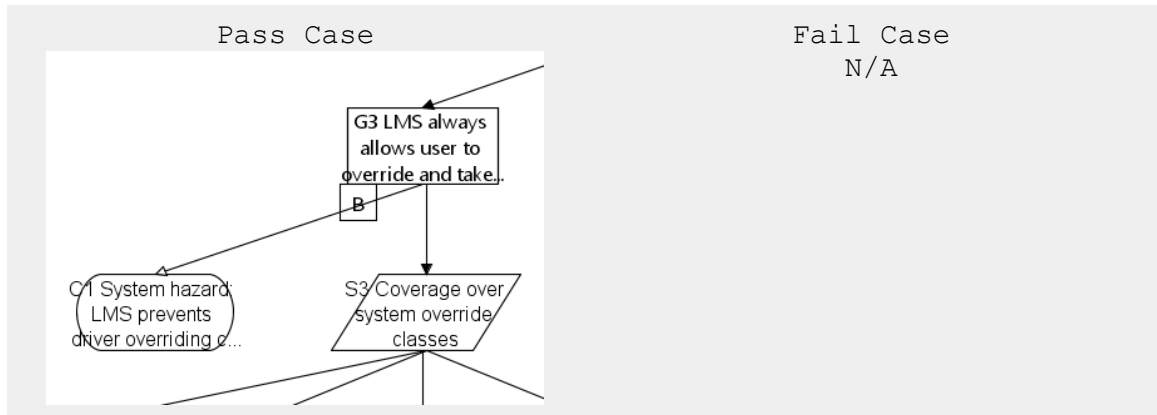 Pass Case
Fail Case
N/A
G3 LMS always
allows user to
override and take...
B
C1 System hazard:
LMS prevents
driver overriding c...
S3 Coverage over
system override
classes